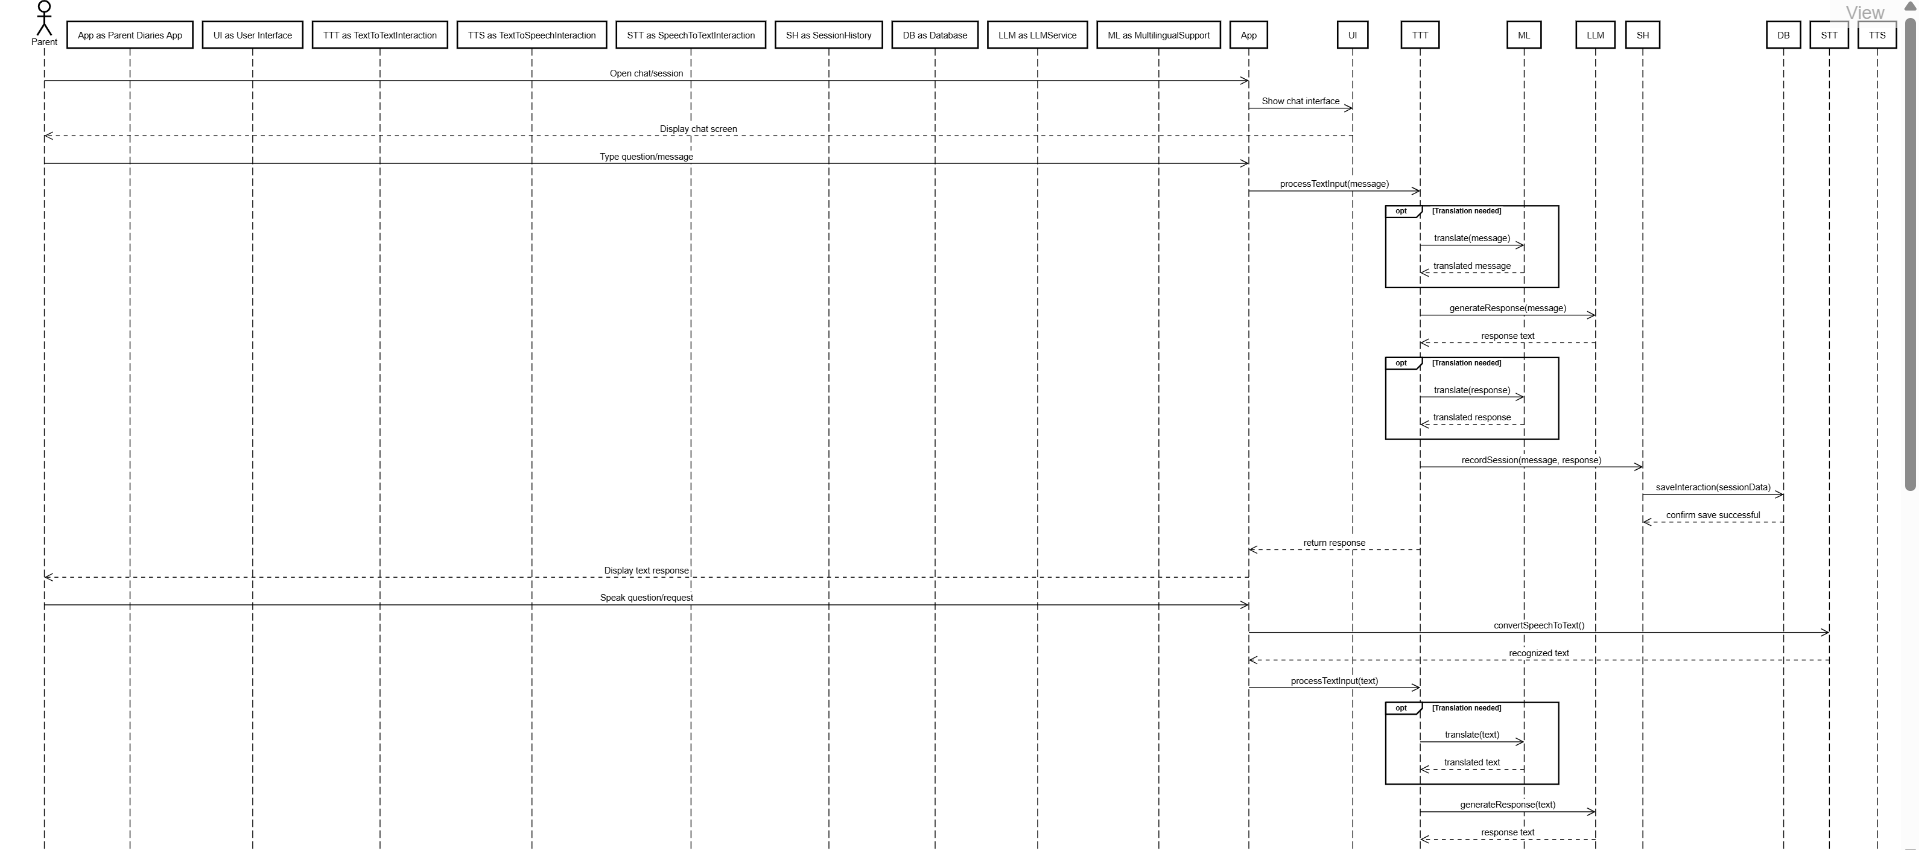 View
Parent
App as Parent Diaries App
UI as User Interface
TTT as TextToTextInteraction
TTS as TextToSpeechInteraction
STT as SpeechToTextInteraction
SH as SessionHistory
DB as Database
LLM as LLMService
ML as MultilingualSupport
App
UI
TTT
ML
LLM
SH
DB
STT
TTS
Open chat/session
Show chat interface
Display chat screen
Type question/message
processTextInput(message)
opt
[Translation needed]
translate(message)
translated message
generateResponse(message)
response text
opt
[Translation needed]
translate(response)
translated response
recordSession(message, response)
saveInteraction(sessionData)
confirm save successful
return response
Display text response
Speak question/request
convertSpeechToText()
recognized text
processTextInput(text)
opt
[Translation needed]
translate(text)
translated text
generateResponse(text)
response text